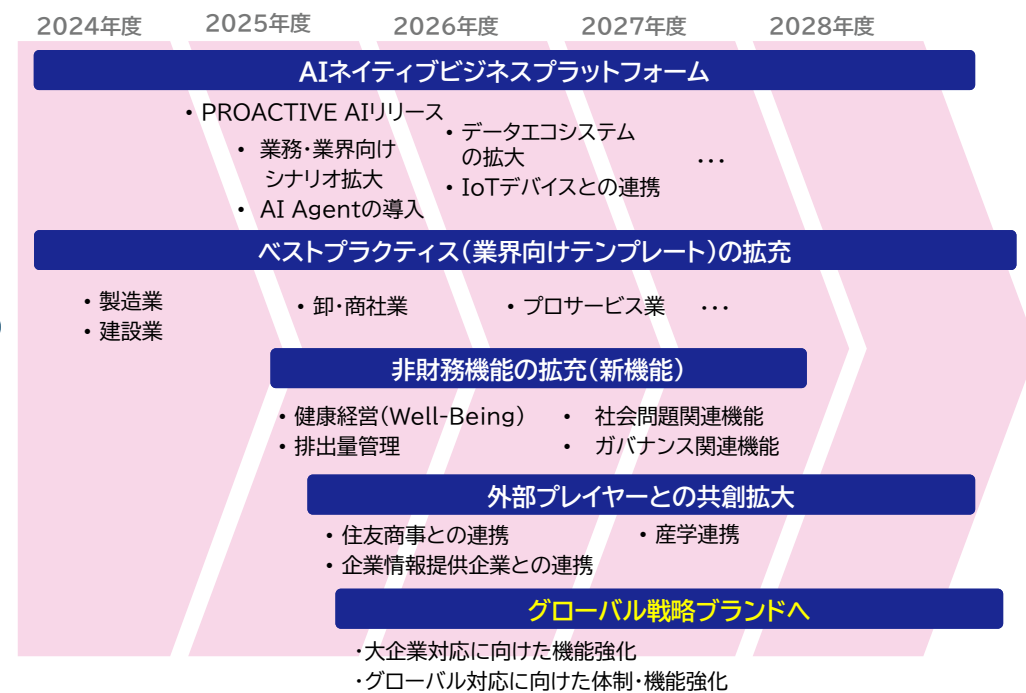 2024年度 2025年度 2026年度 2027年度 2028年度
AIネイティブビジネスプラットフォーム
・PROACTIVE AIリリース
・業務・業界向け
シナリオ拡大
・AI Agentの導入
・データエコシステム
の拡大
・IoTデバイスとの連携
…
ベストプラクティス(業界向けテンプレート)の拡充
・製造業
・建設業
・卸・商社業
・プロサービス業
…
非財務機能の拡充(新機能)
・健康経営(Well-Being)
・排出量管理
・社会問題関連機能
・ガバナンス関連機能
外部プレイヤーとの共創拡大
・住友商事との連携
・企業情報提供企業との連携
・産学連携
グローバル戦略ブランドへ
・大企業対応に向けた機能強化
・グローバル対応に向けた体制・機能強化